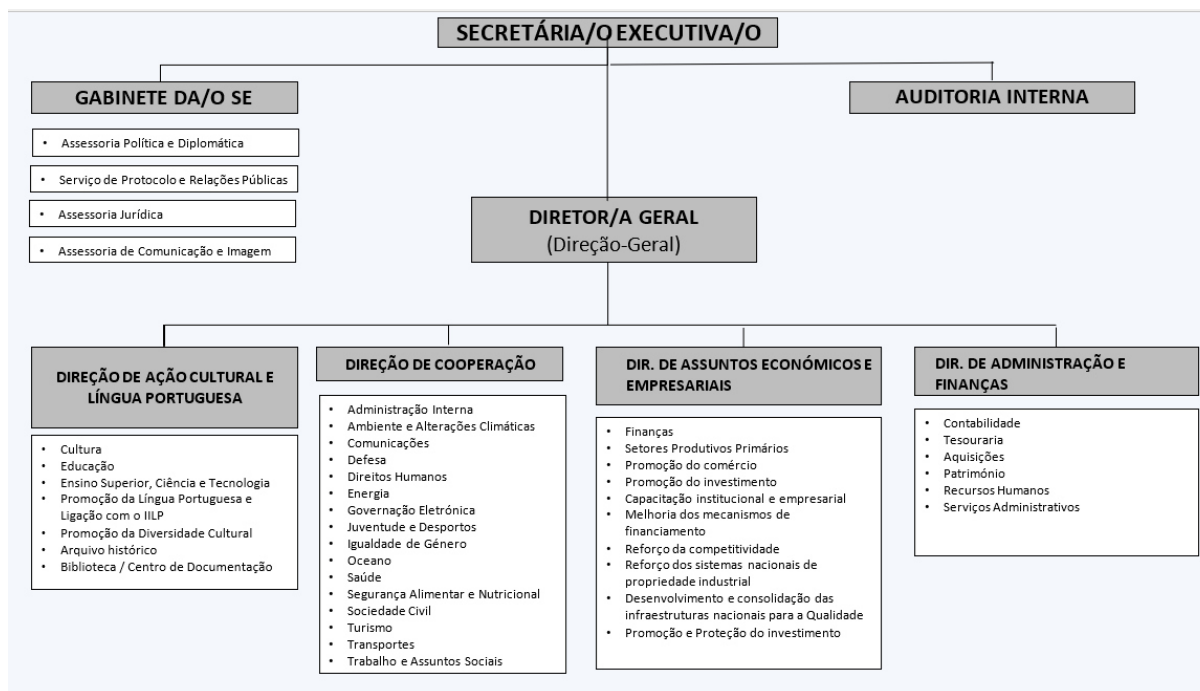 SECRETÁRIA/O EXECUTIVA/O
GABINETE DA/O SE
AUDITORIA INTERNA
• Assessoria Política e Diplomática
• Serviço de Protocolo e Relações Públicas
• Assessoria Jurídica
• Assessoria de Comunicação e Imagem
DIRETOR/A GERAL
(Direção-Geral)
DIREÇÃO DE AÇÃO CULTURAL E
LÍNGUA PORTUGUESA
• Cultura
• Educação
• Ensino Superior, Ciência e Tecnologia
• Promoção da Língua Portuguesa e
Ligação com o IILP
• Promoção da Diversidade Cultural
• Arquivo histórico
• Biblioteca / Centro de Documentação
DIREÇÃO DE COOPERAÇÃO
• Administração Interna
• Ambiente e Alterações Climáticas
• Comunicações
• Defesa
• Direitos Humanos
• Energia
• Governação Eletrónica
• Juventude e Desportos
• Igualdade de Género
• Oceano
• Saúde
• Segurança Alimentar e Nutricional
• Sociedade Civil
• Turismo
• Transportes
• Trabalho e Assuntos Sociais
DIR. DE ASSUNTOS ECONÓMICOS E
EMPRESARIAIS
• Finanças
• Setores Produtivos Primários
• Promoção do comércio
• Promoção do investimento
• Capacitação institucional e empresarial
• Melhoria dos mecanismos de
financiamento
• Reforço da competitividade
• Reforço dos sistemas nacionais de
propriedade industrial
• Desenvolvimento e consolidação das
infraestruturas nacionais para a Qualidade
• Promoção e Proteção do investimento
DIR. DE ADMINISTRAÇÃO E
FINANÇAS
• Contabilidade
• Tesouraria
• Aquisições
• Património
• Recursos Humanos
• Serviços Administrativos